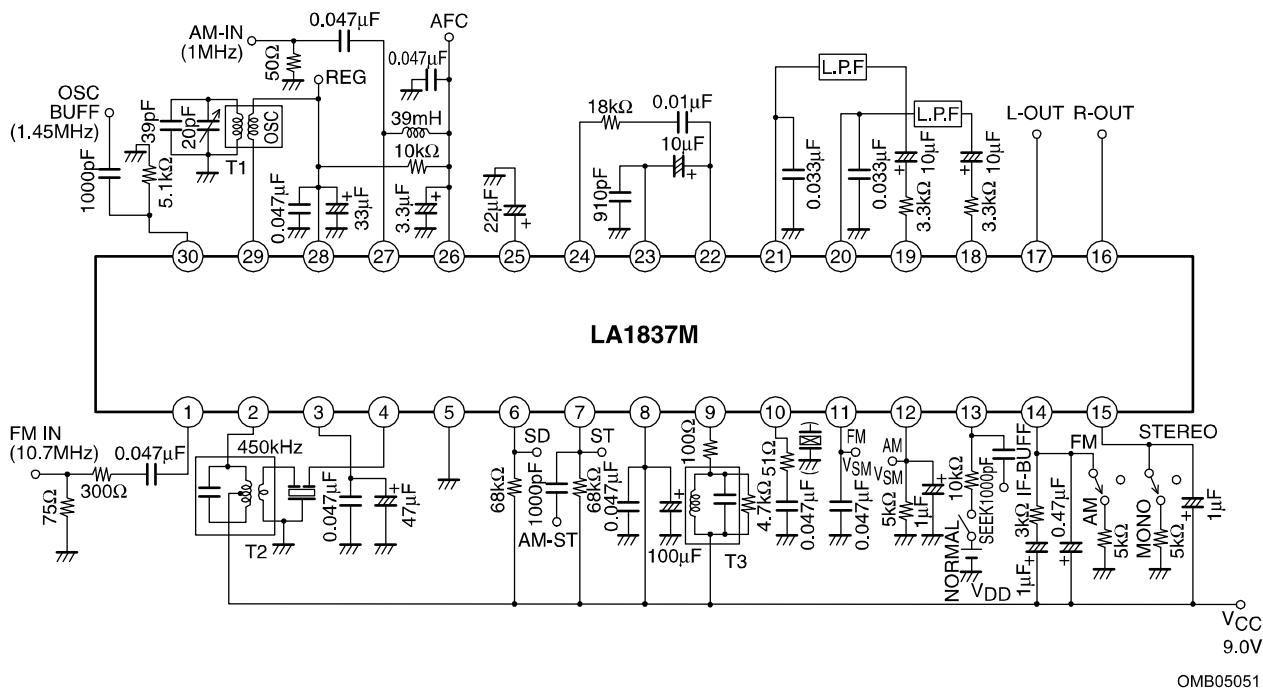 0.047µF
AFC
AM-IN
(1MHz)
50Ω
0.047µF
REG
OSC
BUFF
(1.45MHz)
39pF
20pF
OSC
T1
1000pF
5.1kΩ
39mH
10kΩ
0.047µF
33µF
3.3µF
22µF
18kΩ
0.01µF
10µF
910pF
L.P.F
L.P.F
L-OUT
R-OUT
0.033µF
0.033µF
10µF
3.3kΩ
10µF
3.3kΩ
30
29
28
27
26
25
24
23
22
21
20
19
18
17
16
LA1837M
1
2
3
4
5
6
7
8
9
10
11
12
13
14
15
FM IN
(10.7MHz)
0.047µF
75Ω
300Ω
450kHz
T2
0.047µF
47µF
SD
68kΩ
1000pF
AM-ST
ST
68kΩ
0.047µF
100µF
100Ω
4.7kΩ
T3
51Ω
0.047µF
FM
VSM
0.047µF
AM
VSM
5kΩ
1µF
10kΩ
SEEK
1000pF
IF-BUFF
NORMAL
VDD
3kΩ
1µF
0.47µF
FM
AM
5kΩ
STEREO
MONO
5kΩ
1µF
VCC
9.0V
OMB05051